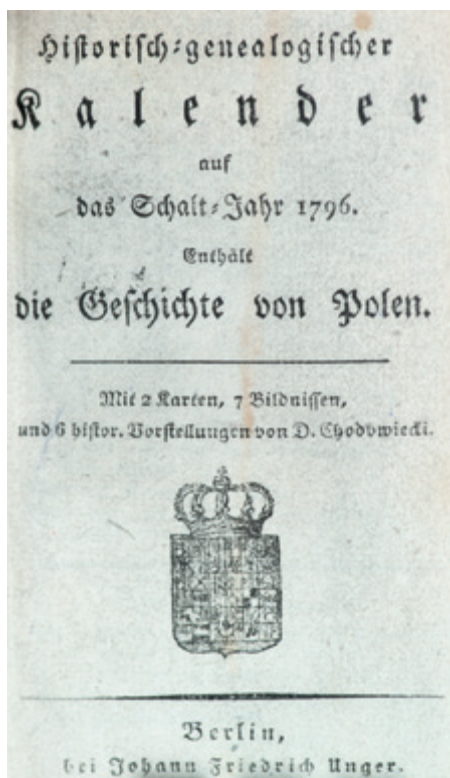 Hiſtoriſch-genealogiſcher
Kalender
auf
das Schalt-Jahr 1796.
Enthält
die Geſchichte von Polen.
Mit 2 Karten, 7 Bildniſſen,
und 6 hiſtor. Vorſtellungen von D. Chodowiecki.
Berlin,
bei Johann Friedrich Unger.